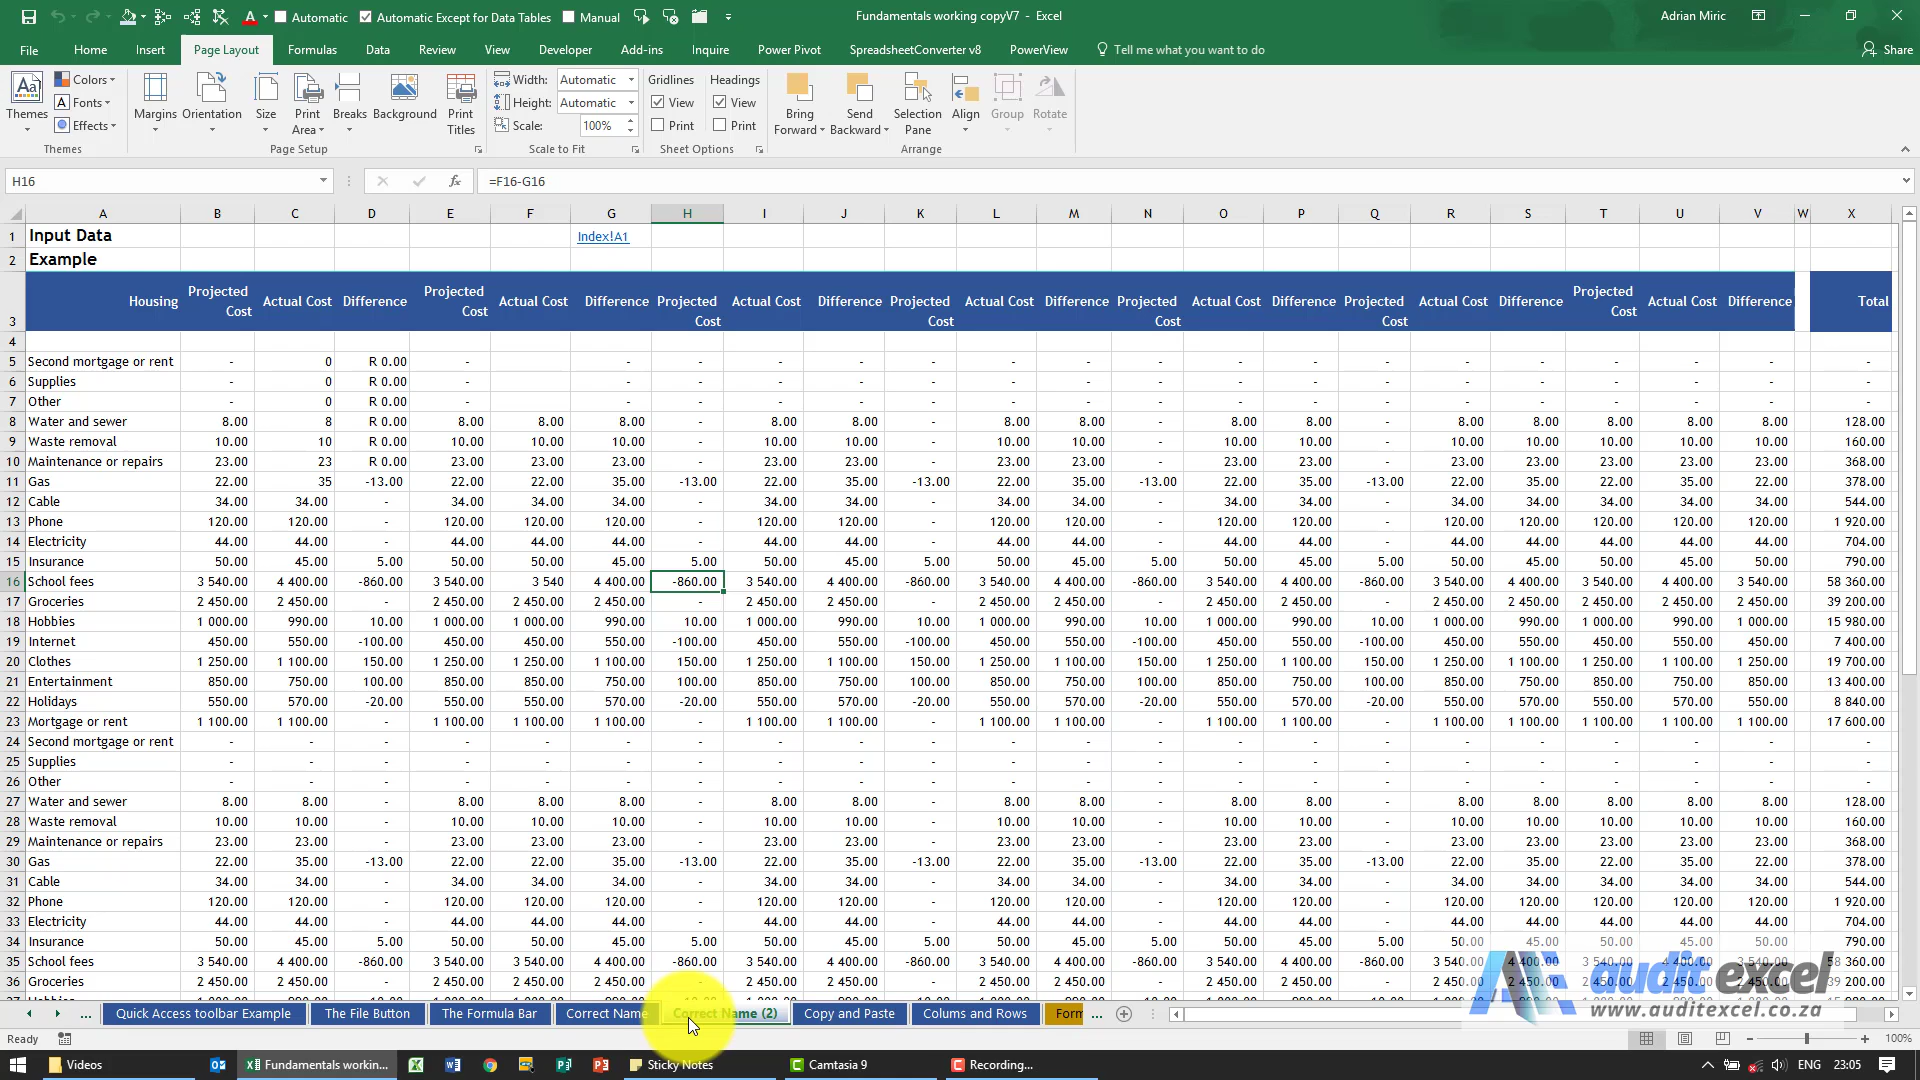 Automatic Automatic Except for Data Tables Manual Fundamentals working copyV7 - Excel Adrian Miric
File Home Insert Page Layout Formulas Data Review View Developer Add-ins Inquire Power Pivot SpreadsheetConverter v8 PowerView Tell me what you want to do Share
Colors Width: Automatic Gridlines Headings
Fonts Height: Automatic View View
Themes Effects Margins Orientation Size Print Area Breaks Background Print Titles Scale: 100% Print Print Bring Forward Send Backward Selection Pane Align Group Rotate
Themes Page Setup Scale to Fit Sheet Options Arrange
H16 fx =F16-G16
A B C D E F G H I J K L M N O P Q R S T U V W X
1 Input Data Index!A1
2 Example
3 Housing Projected Cost Actual Cost Difference Projected Cost Actual Cost Difference Projected Cost Actual Cost Difference Projected Cost Actual Cost Difference Projected Cost Actual Cost Difference Projected Cost Actual Cost Difference Projected Cost Actual Cost Difference Total
4
5 Second mortgage or rent - 0 R 0.00 - - - - - - - - - - - - - - - - - -
6 Supplies - 0 R 0.00 - - - - - - - - - - - - - - - - - -
7 Other - 0 R 0.00 - - - - - - - - - - - - - - - - - -
8 Water and sewer 8.00 8 R 0.00 8.00 8.00 8.00 - 8.00 8.00 - 8.00 8.00 - 8.00 8.00 - 8.00 8.00 8.00 8.00 8.00 128.00
9 Waste removal 10.00 10 R 0.00 10.00 10.00 10.00 - 10.00 10.00 - 10.00 10.00 - 10.00 10.00 - 10.00 10.00 10.00 10.00 10.00 160.00
10 Maintenance or repairs 23.00 23 R 0.00 23.00 23.00 23.00 - 23.00 23.00 - 23.00 23.00 - 23.00 23.00 - 23.00 23.00 23.00 23.00 23.00 368.00
11 Gas 22.00 35 -13.00 22.00 22.00 35.00 -13.00 22.00 35.00 -13.00 22.00 35.00 -13.00 22.00 35.00 -13.00 22.00 35.00 22.00 35.00 22.00 378.00
12 Cable 34.00 34.00 - 34.00 34.00 34.00 - 34.00 34.00 - 34.00 34.00 - 34.00 34.00 - 34.00 34.00 34.00 34.00 34.00 544.00
13 Phone 120.00 120.00 - 120.00 120.00 120.00 - 120.00 120.00 - 120.00 120.00 - 120.00 120.00 - 120.00 120.00 120.00 120.00 120.00 1 920.00
14 Electricity 44.00 44.00 - 44.00 44.00 44.00 - 44.00 44.00 - 44.00 44.00 - 44.00 44.00 - 44.00 44.00 44.00 44.00 44.00 704.00
15 Insurance 50.00 45.00 5.00 50.00 50.00 45.00 5.00 50.00 45.00 5.00 50.00 45.00 5.00 50.00 45.00 5.00 50.00 45.00 50.00 45.00 50.00 790.00
16 School fees 3 540.00 4 400.00 -860.00 3 540.00 3 540 4 400.00 -860.00 3 540.00 4 400.00 -860.00 3 540.00 4 400.00 -860.00 3 540.00 4 400.00 -860.00 3 540.00 4 400.00 3 540.00 4 400.00 3 540.00 58 360.00
17 Groceries 2 450.00 2 450.00 - 2 450.00 2 450.00 2 450.00 - 2 450.00 2 450.00 - 2 450.00 2 450.00 - 2 450.00 2 450.00 - 2 450.00 2 450.00 2 450.00 2 450.00 2 450.00 39 200.00
18 Hobbies 1 000.00 990.00 10.00 1 000.00 1 000.00 990.00 10.00 1 000.00 990.00 10.00 1 000.00 990.00 10.00 1 000.00 990.00 10.00 1 000.00 990.00 1 000.00 990.00 1 000.00 15 980.00
19 Internet 450.00 550.00 -100.00 450.00 450.00 550.00 -100.00 450.00 550.00 -100.00 450.00 550.00 -100.00 450.00 550.00 -100.00 450.00 550.00 450.00 550.00 450.00 7 400.00
20 Clothes 1 250.00 1 100.00 150.00 1 250.00 1 250.00 1 100.00 150.00 1 250.00 1 100.00 150.00 1 250.00 1 100.00 150.00 1 250.00 1 100.00 150.00 1 250.00 1 100.00 1 250.00 1 100.00 1 250.00 19 700.00
21 Entertainment 850.00 750.00 100.00 850.00 850.00 750.00 100.00 850.00 750.00 100.00 850.00 750.00 100.00 850.00 750.00 100.00 850.00 750.00 850.00 750.00 850.00 13 400.00
22 Holidays 550.00 570.00 -20.00 550.00 550.00 570.00 -20.00 550.00 570.00 -20.00 550.00 570.00 -20.00 550.00 570.00 -20.00 550.00 570.00 550.00 570.00 550.00 8 840.00
23 Mortgage or rent 1 100.00 1 100.00 - 1 100.00 1 100.00 1 100.00 - 1 100.00 1 100.00 - 1 100.00 1 100.00 - 1 100.00 1 100.00 - 1 100.00 1 100.00 1 100.00 1 100.00 1 100.00 17 600.00
24 Second mortgage or rent - - - - - - - - - - - - - - - - - - - - - -
25 Supplies - - - - - - - - - - - - - - - - - - - - - -
26 Other - - - - - - - - - - - - - - - - - - - - - -
27 Water and sewer 8.00 8.00 - 8.00 8.00 8.00 - 8.00 8.00 - 8.00 8.00 - 8.00 8.00 - 8.00 8.00 8.00 8.00 8.00 128.00
28 Waste removal 10.00 10.00 - 10.00 10.00 10.00 - 10.00 10.00 - 10.00 10.00 - 10.00 10.00 - 10.00 10.00 10.00 10.00 10.00 160.00
29 Maintenance or repairs 23.00 23.00 - 23.00 23.00 23.00 - 23.00 23.00 - 23.00 23.00 - 23.00 23.00 - 23.00 23.00 23.00 23.00 23.00 368.00
30 Gas 22.00 35.00 -13.00 22.00 22.00 35.00 -13.00 22.00 35.00 -13.00 22.00 35.00 -13.00 22.00 35.00 -13.00 22.00 35.00 22.00 35.00 22.00 378.00
31 Cable 34.00 34.00 - 34.00 34.00 34.00 - 34.00 34.00 - 34.00 34.00 - 34.00 34.00 - 34.00 34.00 34.00 34.00 34.00 544.00
32 Phone 120.00 120.00 - 120.00 120.00 120.00 - 120.00 120.00 - 120.00 120.00 - 120.00 120.00 - 120.00 120.00 120.00 120.00 120.00 1 920.00
33 Electricity 44.00 44.00 - 44.00 44.00 44.00 - 44.00 44.00 - 44.00 44.00 - 44.00 44.00 - 44.00 44.00 44.00 44.00 44.00 704.00
34 Insurance 50.00 45.00 5.00 50.00 50.00 45.00 5.00 50.00 45.00 5.00 50.00 45.00 5.00 50.00 45.00 5.00 50.00 45.00 50.00 45.00 50.00 790.00
35 School fees 3 540.00 4 400.00 -860.00 3 540.00 3 540.00 4 400.00 -860.00 3 540.00 4 400.00 -860.00 3 540.00 4 400.00 -860.00 3 540.00 4 400.00 -860.00 3 540.00 4 400.00 3 540.00 4 400.00 3 540.00 58 360.00
36 Groceries 2 450.00 2 450.00 - 2 450.00 2 450.00 2 450.00 - 2 450.00 2 450.00 - 2 450.00 2 450.00 - 2 450.00 2 450.00 - 39 200.00
auditexcel
www.auditexcel.co.za
... Quick Access toolbar Example The File Button The Formula Bar Correct Name Correct Name (2) Copy and Paste Colums and Rows Form ...
Ready 100%
Videos Fundamentals workin... Sticky Notes Camtasia 9 Recording... ENG 23:05